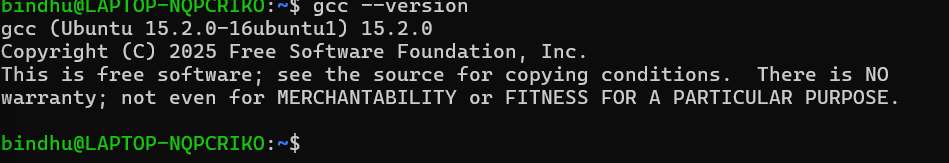 bindhu@LAPTOP-NQPCRIKO:~$ gcc --version
gcc (Ubuntu 15.2.0-16ubuntu1) 15.2.0
Copyright (C) 2025 Free Software Foundation, Inc.
This is free software; see the source for copying conditions.  There is NO
warranty; not even for MERCHANTABILITY or FITNESS FOR A PARTICULAR PURPOSE.
bindhu@LAPTOP-NQPCRIKO:~$